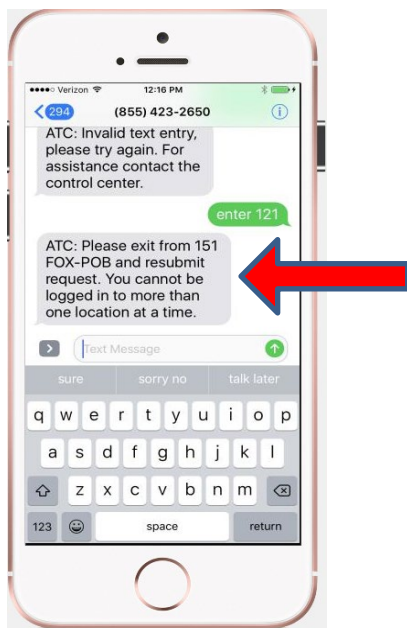 Verizon 12:16 PM
294 (855) 423-2650
ATC: Invalid text entry,
please try again. For
assistance contact the
control center.
enter 121
ATC: Please exit from 151
FOX-POB and resubmit
request. You cannot be
logged in to more than
one location at a time.
Text Message
sure sorry no talk later
q w e r t y u i o p
a s d f g h j k l
z x c v b n m
123 space return